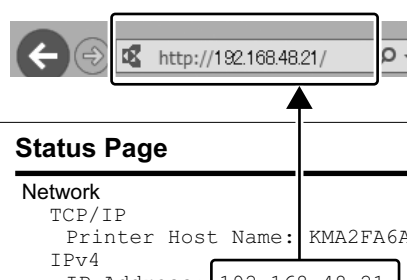 http://192.168.48.21/
Status Page
Network
TCP/IP
Printer Host Name: KMA2FA6A
IPv4
IP Address 192.168.48.21